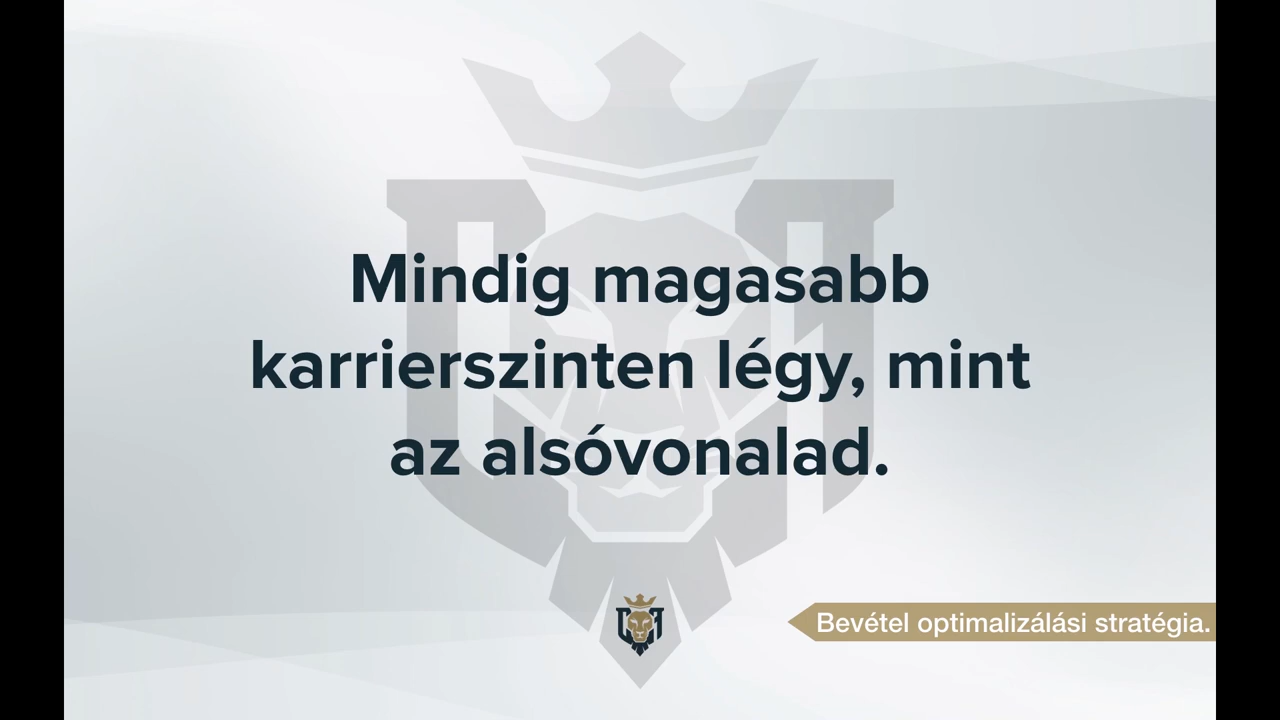 Mindig magasabb
karrierszinten légy, mint
az alsóvonalad.
Bevétel optimalizálási stratégia.